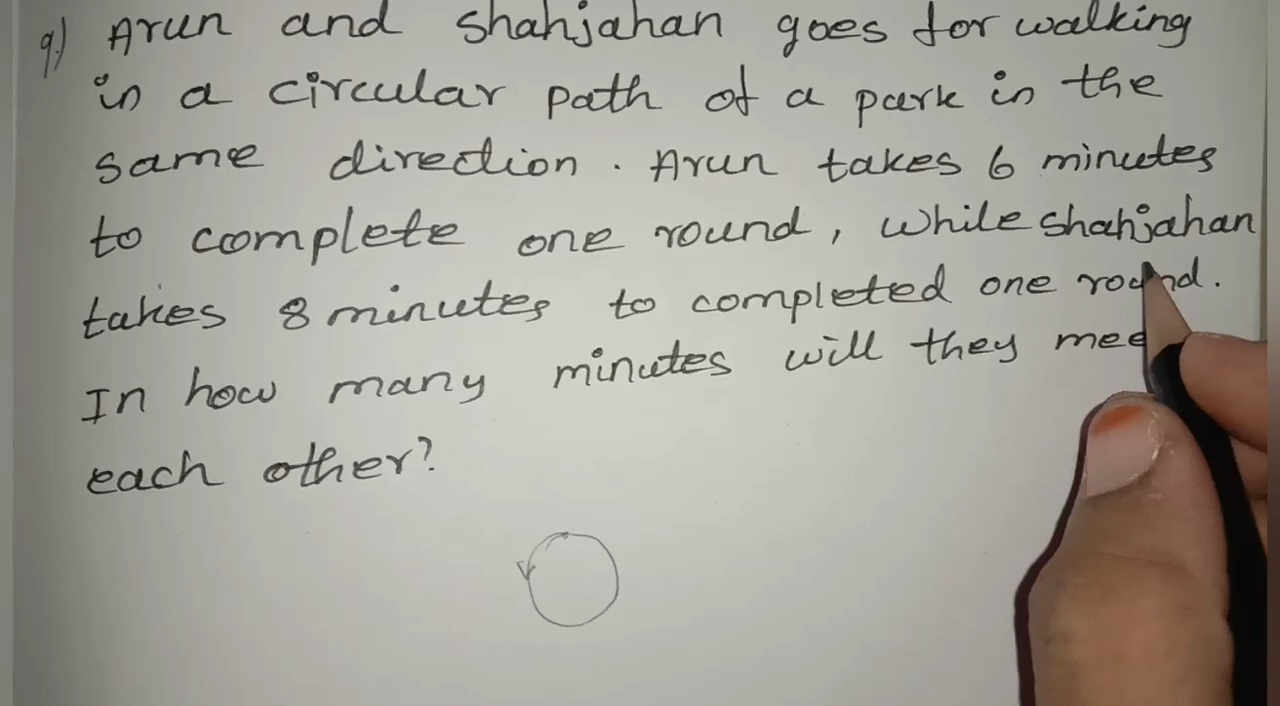 9.) Arun and Shahjahan goes for walking
in a circular path of a park in the
same direction. Arun takes 6 minutes
to complete one round, while Shahjahan
takes 8 minutes to completed one round.
In how many minutes will they mee
each other?